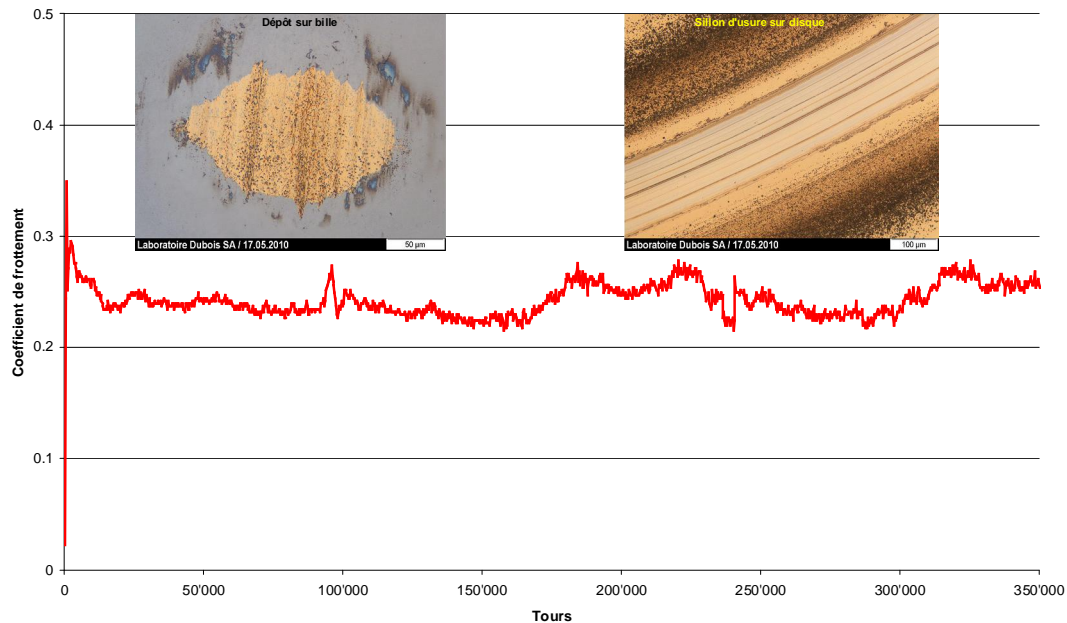 0.5
0.4
0.3
0.2
0.1
0
Coefficient de frottement
Dépôt sur bille
Laboratoire Dubois SA / 17.05.2010
50 µm
Sillon d'usure sur disque
Laboratoire Dubois SA / 17.05.2010
100 µm
0
50'000
100'000
150'000
200'000
250'000
300'000
350'000
Tours